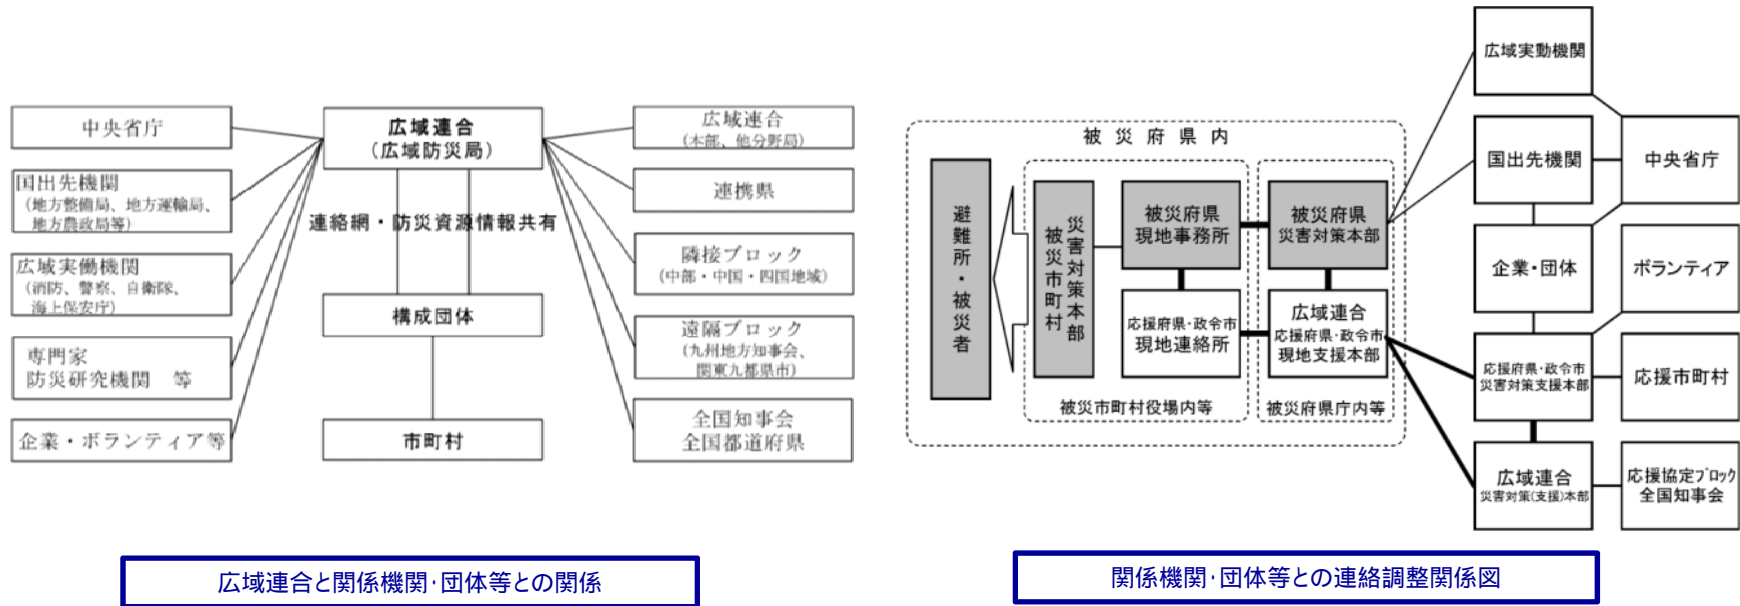 中央省庁
国出先機関
（地方整備局、地方運輸局、
地方農政局等）
広域実働機関
（消防、警察、自衛隊、
海上保安庁）
専門家
防災研究機関　等
企業・ボランティア等
広域連合
（広域防災局）
連絡網・防災資源情報共有
構成団体
市町村
広域連合
（本部、他分野局）
連携県
隣接ブロック
（中部・中国・四国地域）
遠隔ブロック
（九州地方知事会、
関東九都県市）
全国知事会
全国都道府県
広域連合と関係機関・団体等との関係
被災府県内
避難所・被災者
災害対策本部
被災市町村
被災府県
現地事務所
応援府県・政令市
現地連絡所
被災市町村役場内等
被災府県
災害対策本部
広域連合
応援府県・政令市
現地支援本部
被災府県庁内等
広域実動機関
国出先機関
中央省庁
企業・団体
ボランティア
応援府県・政令市
災害対策支援本部
応援市町村
広域連合
災害対策(支援)本部
応援協定ブロック
全国知事会
関係機関・団体等との連絡調整関係図